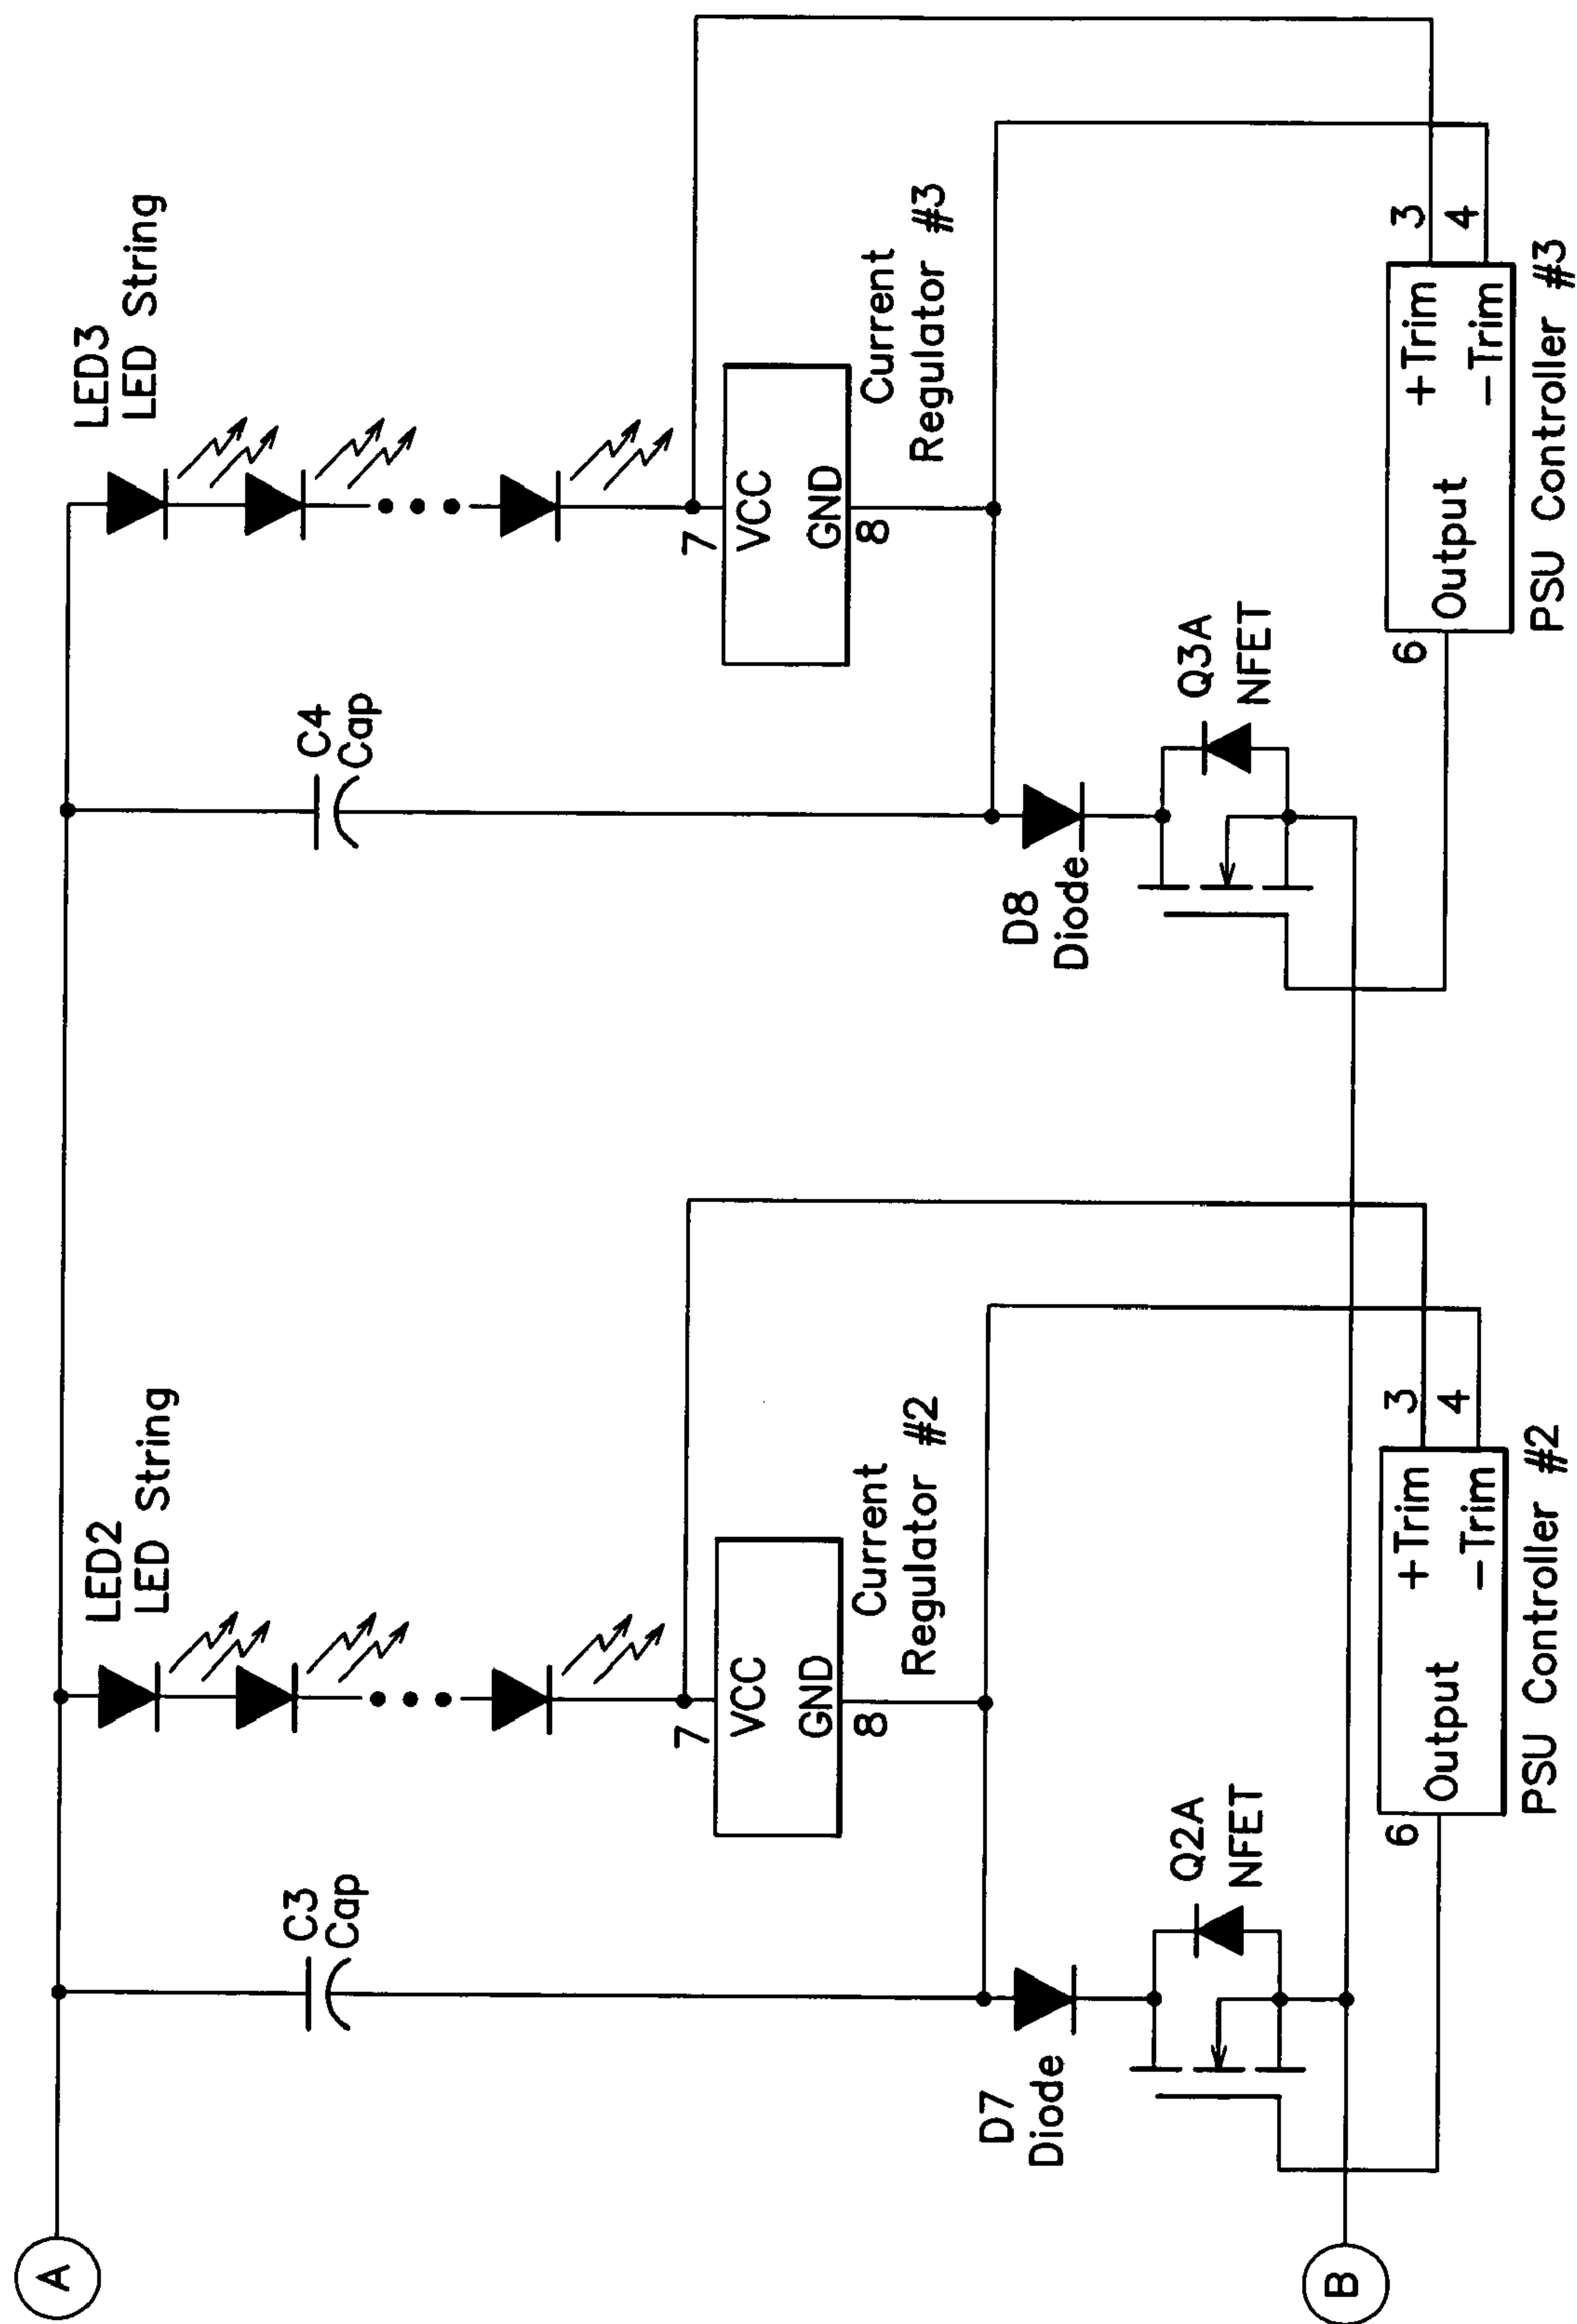 A
LED2
LED String
LED3
LED String
C3
Cap
C4
Cap
7
VCC
GND
8
Current
Regulator #2
7
VCC
GND
8
Current
Regulator #3
D7
Diode
Q2A
NFET
D8
Diode
Q3A
NFET
B
6
Output
+Trim
-Trim
3
4
PSU Controller #2
6
Output
+Trim
-Trim
3
4
PSU Controller #3